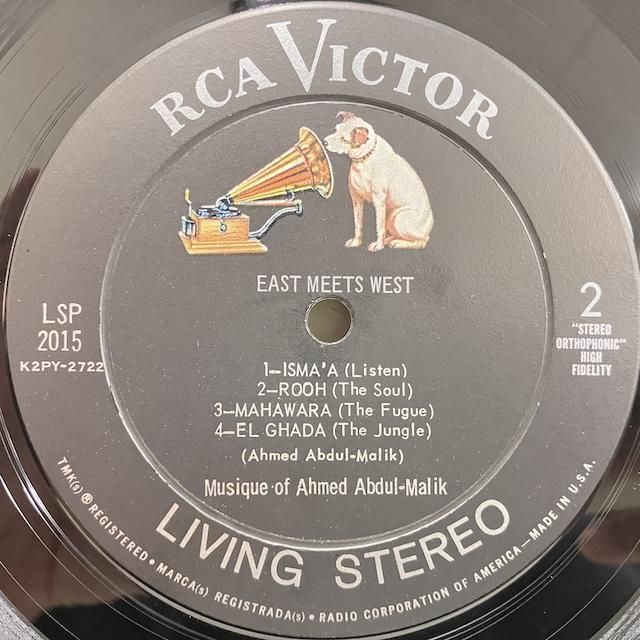 RCA VICTOR
EAST MEETS WEST
LSP
2015
K2PY-2722
2
"STEREO
ORTHOPHONIC"
HIGH
FIDELITY
1—ISMA'A (Listen)
2—ROOH (The Soul)
3—MAHAWARA (The Fugue)
4—EL GHADA (The Jungle)
(Ahmed Abdul-Malik)
Musique of Ahmed Abdul-Malik
LIVING STEREO
TMK(s) ® REGISTERED • MARCA(s) REGISTRADA(s) • RADIO CORPORATION OF AMERICA—MADE IN U.S.A.